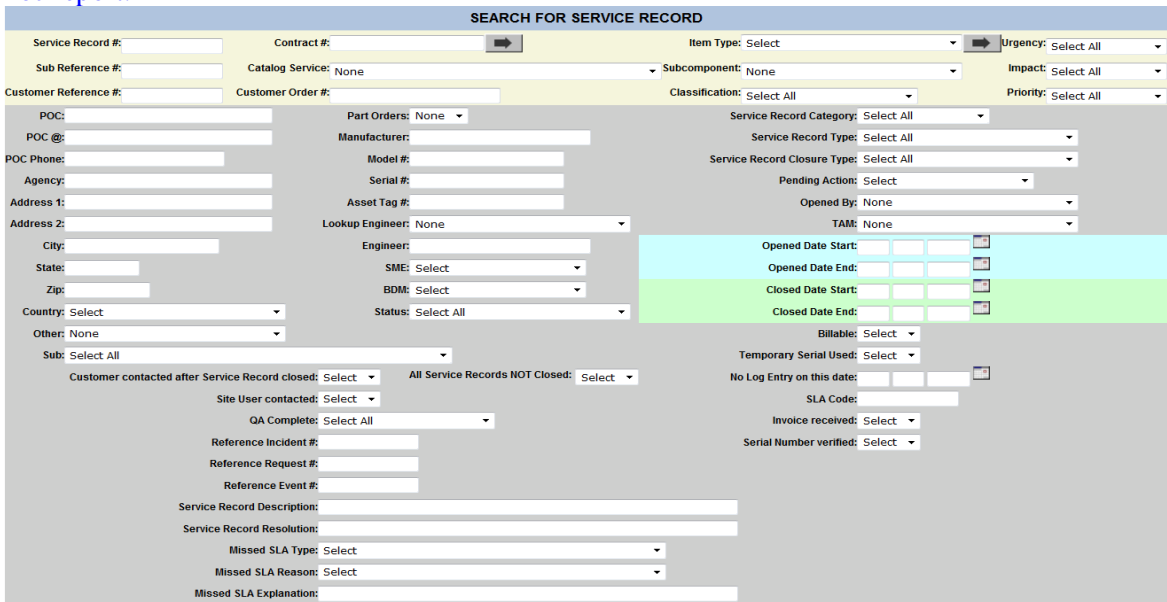 SEARCH FOR SERVICE RECORD
Service Record #: Contract #: Item Type: Select Urgency: Select All
Sub Reference #: Catalog Service: None Subcomponent: None Impact: Select All
Customer Reference #: Customer Order #: Classification: Select All Priority: Select All
POC: Part Orders: None Service Record Category: Select All
POC @: Manufacturer: Service Record Type: Select All
POC Phone: Model #: Service Record Closure Type: Select All
Agency: Serial #: Pending Action: Select
Address 1: Asset Tag #: Opened By: None
Address 2: Lookup Engineer: None TAM: None
City: Engineer: Opened Date Start:
State: SME: Select Opened Date End:
Zip: BDM: Select Closed Date Start:
Country: Select Status: Select All Closed Date End:
Other: None Billable: Select
Sub: Select All Temporary Serial Used: Select
Customer contacted after Service Record closed: Select All Service Records NOT Closed: Select No Log Entry on this date:
Site User contacted: Select SLA Code:
QA Complete: Select All Invoice received: Select
Reference Incident #: Serial Number verified: Select
Reference Request #:
Reference Event #:
Service Record Description:
Service Record Resolution:
Missed SLA Type: Select
Missed SLA Reason: Select
Missed SLA Explanation: